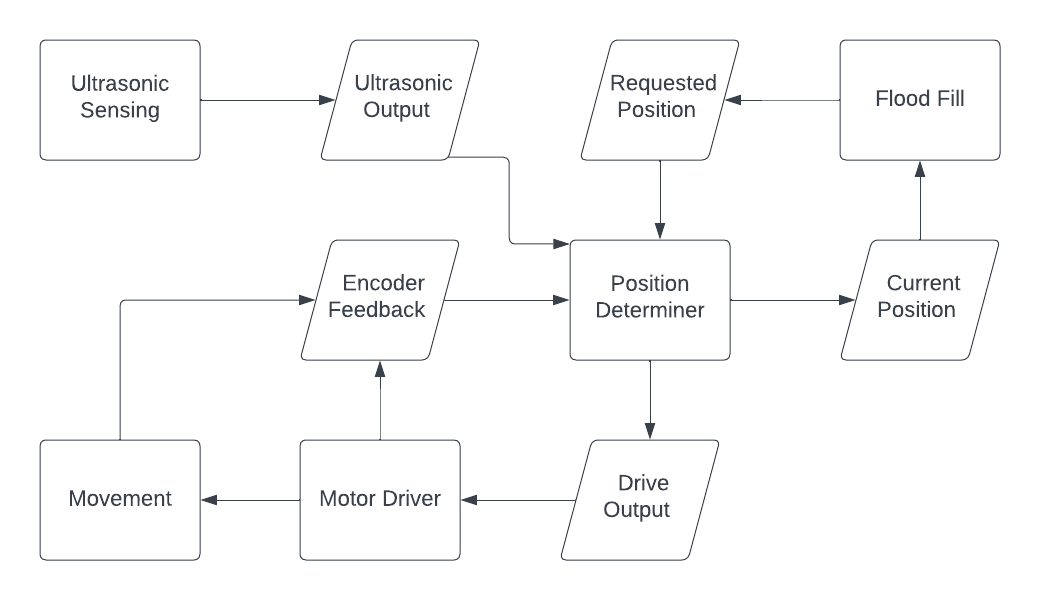 Ultrasonic
Sensing
Ultrasonic
Output
Requested
Position
Flood Fill
Encoder
Feedback
Position
Determiner
Current
Position
Movement
Motor Driver
Drive
Output